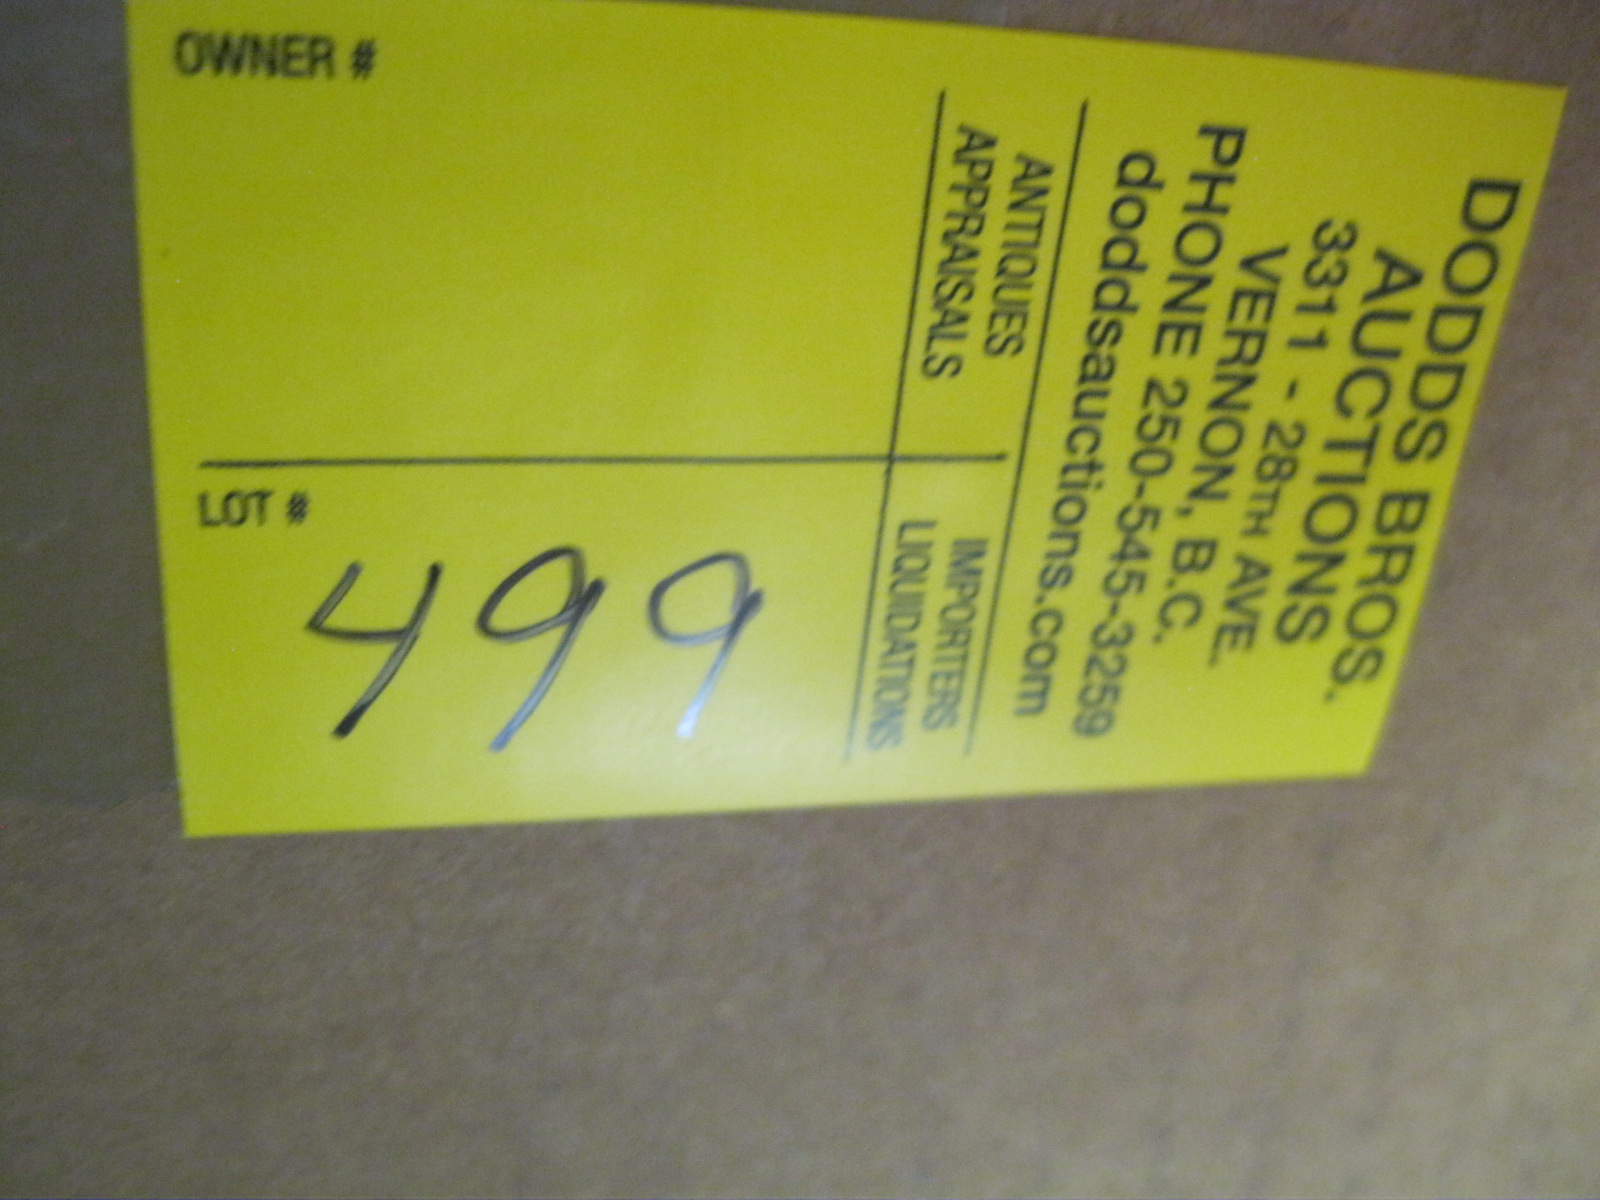 DODDS BROS.
AUCTIONS
3311 - 28TH AVE.
VERNON, B.C.
PHONE 250-545-3259
doddsauctions.com
ANTIQUES
APPRAISALS
IMPORTERS
LIQUIDATIONS
OWNER #
LOT #
499